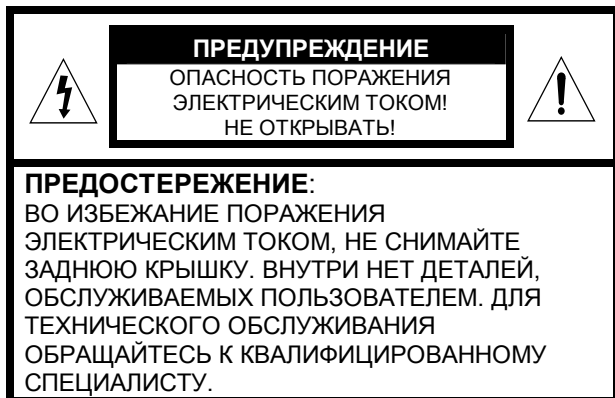 ПРЕДУПРЕЖДЕНИЕ
ОПАСНОСТЬ ПОРАЖЕНИЯ
ЭЛЕКТРИЧЕСКИМ ТОКОМ!
НЕ ОТКРЫВАТЬ!
ПРЕДОСТЕРЕЖЕНИЕ:
ВО ИЗБЕЖАНИЕ ПОРАЖЕНИЯ
ЭЛЕКТРИЧЕСКИМ ТОКОМ, НЕ СНИМАЙТЕ
ЗАДНЮЮ КРЫШКУ. ВНУТРИ НЕТ ДЕТАЛЕЙ,
ОБСЛУЖИВАЕМЫХ ПОЛЬЗОВАТЕЛЕМ. ДЛЯ
ТЕХНИЧЕСКОГО ОБСЛУЖИВАНИЯ
ОБРАЩАЙТЕСЬ К КВАЛИФИЦИРОВАННОМУ
СПЕЦИАЛИСТУ.